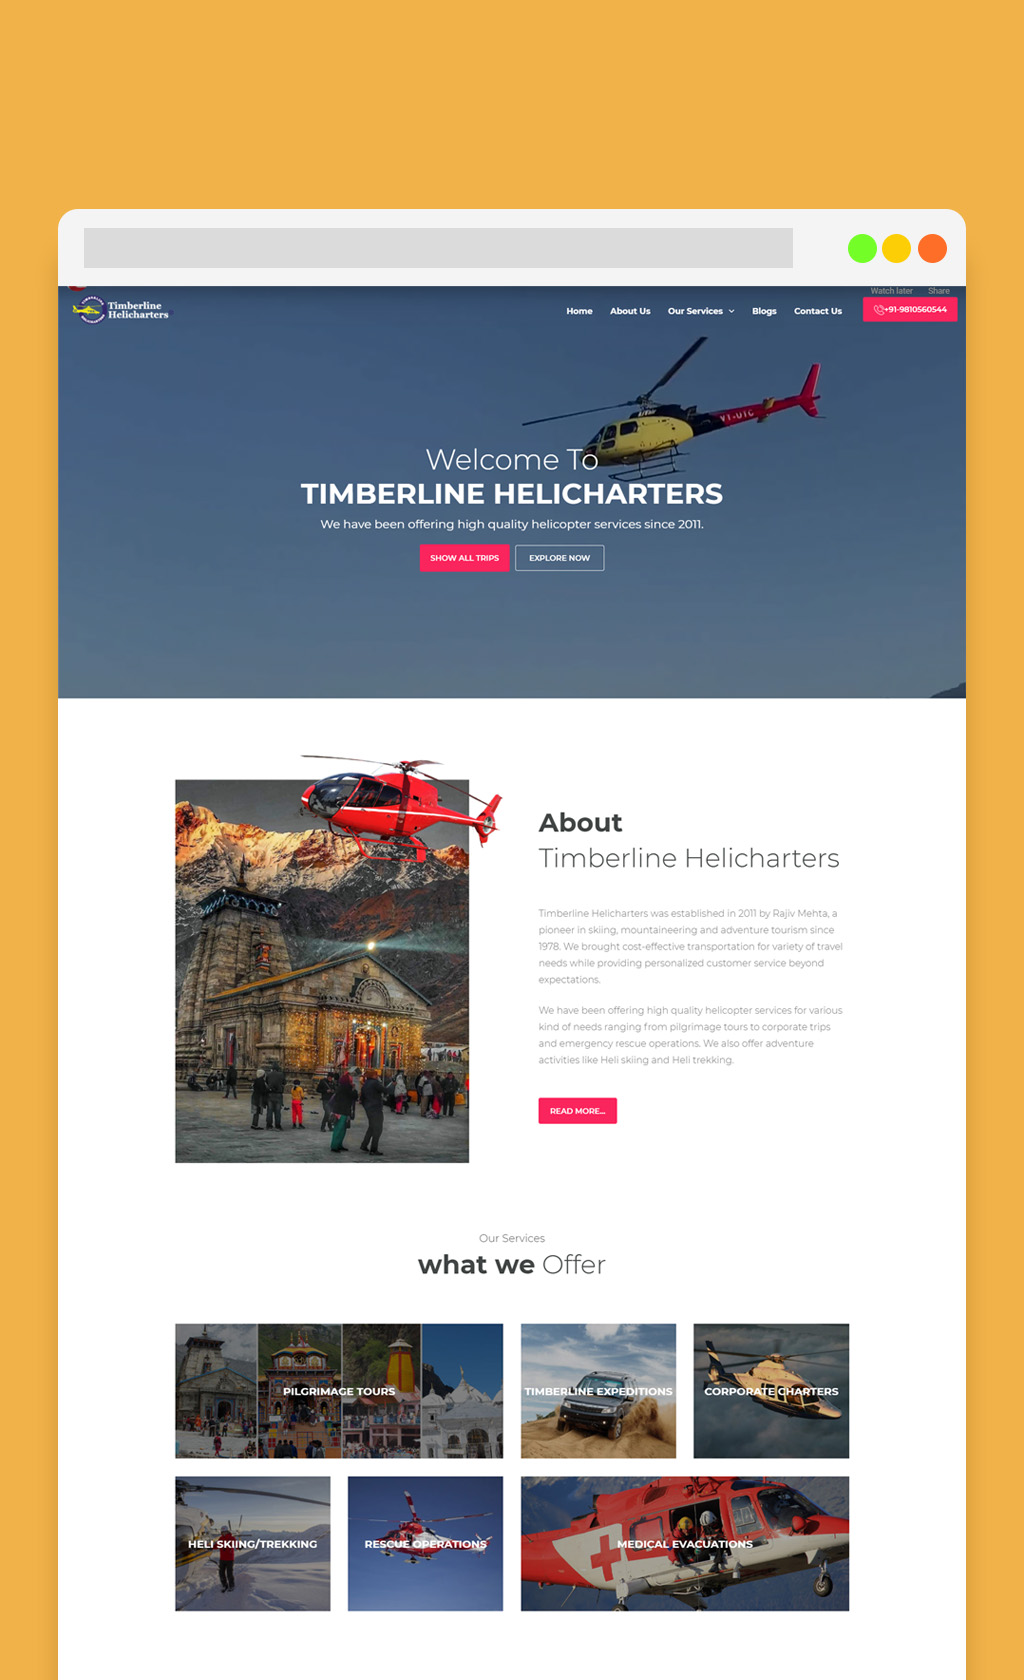 Timberline
Helicharters
Home About Us Our Services Blogs Contact Us
Watch later Share
+91-9810560544
VT-UTC
Welcome To
TIMBERLINE HELICHARTERS
We have been offering high quality helicopter services since 2011.
SHOW ALL TRIPS EXPLORE NOW
About
Timberline Helicharters
Timberline Helicharters was established in 2011 by Rajiv Mehta, a
pioneer in skiing, mountaineering and adventure tourism since
1978. We brought cost-effective transportation for variety of travel
needs while providing personalized customer service beyond
expectations.
We have been offering high quality helicopter services for various
kind of needs ranging from pilgrimage tours to corporate trips
and emergency rescue operations. We also offer adventure
activities like Heli skiing and Heli trekking.
READ MORE...
Our Services
what we Offer
PILGRIMAGE TOURS
TIMBERLINE EXPEDITIONS
CORPORATE CHARTERS
HELI SKIING/TREKKING
RESCUE OPERATIONS
MEDICAL EVACUATIONS